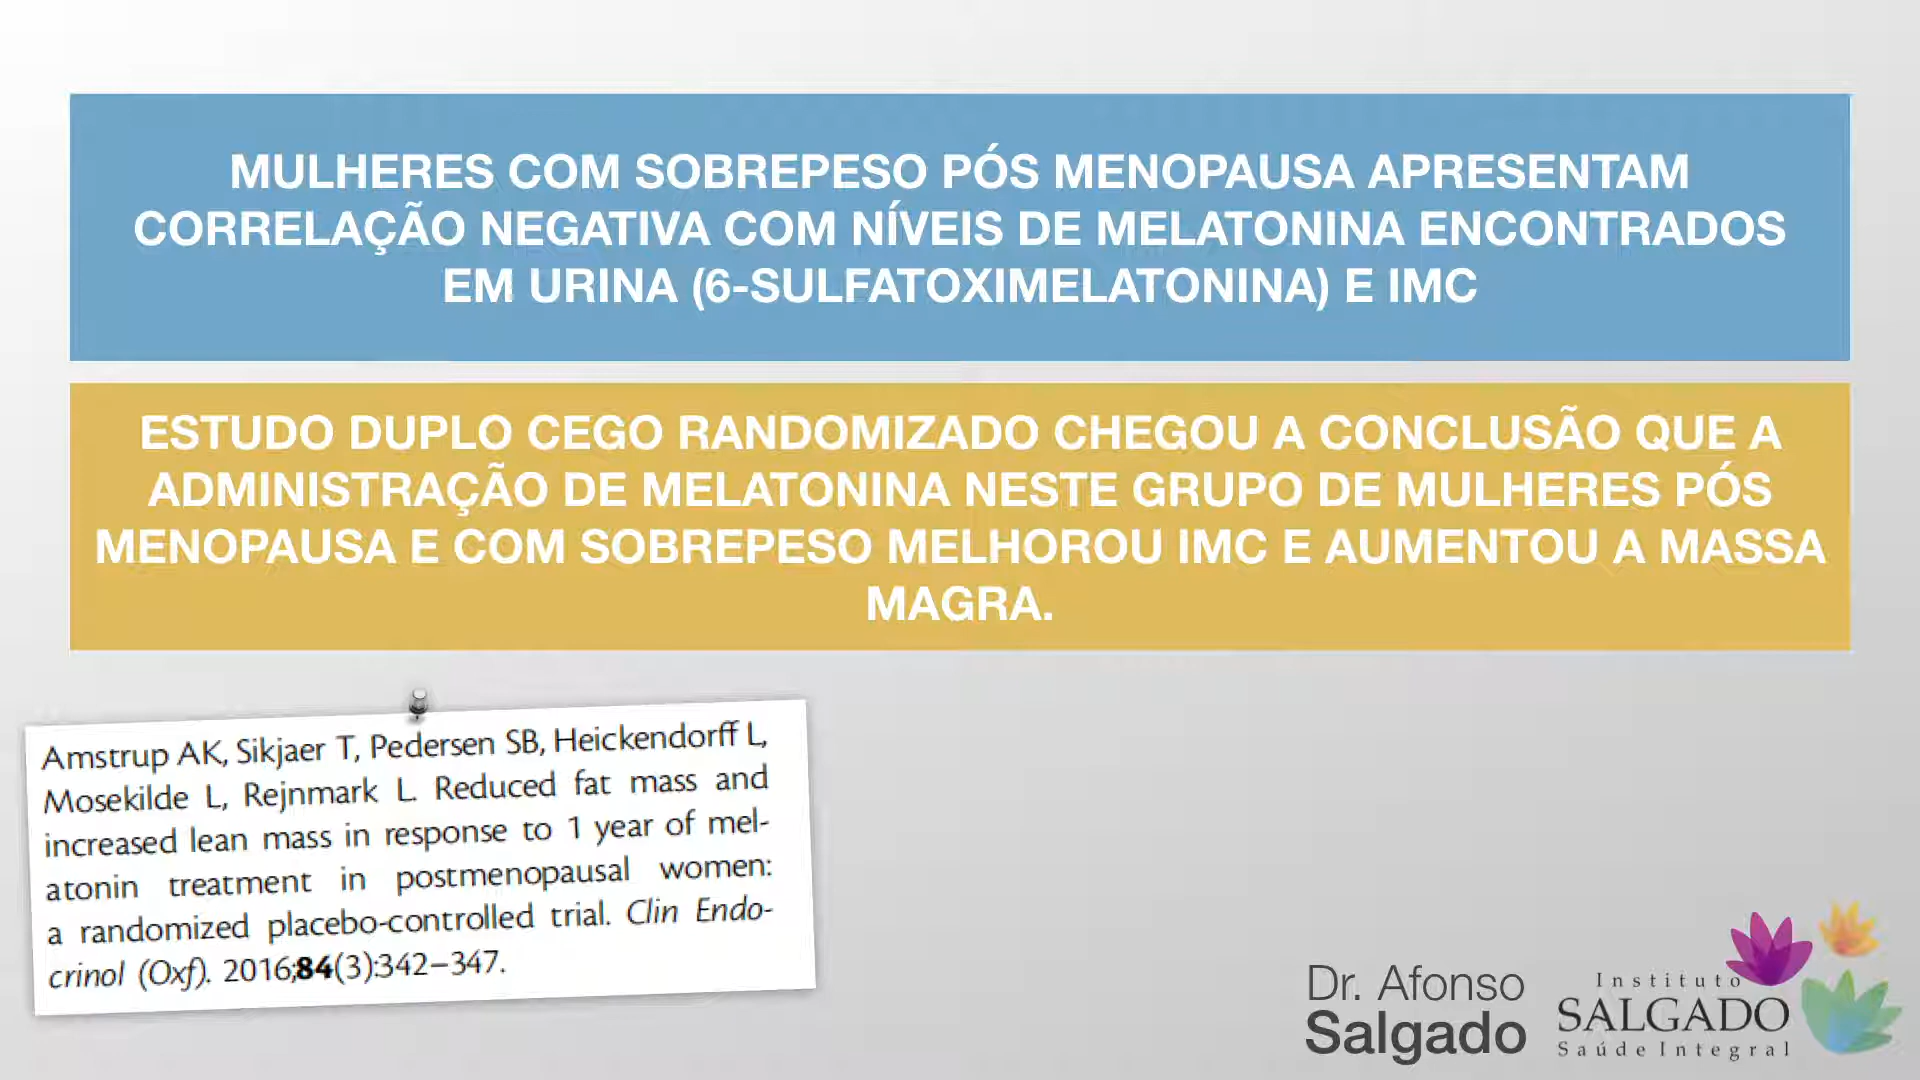 MULHERES COM SOBREPESO PÓS MENOPAUSA APRESENTAM
CORRELAÇÃO NEGATIVA COM NÍVEIS DE MELATONINA ENCONTRADOS
EM URINA (6-SULFATOXIMELATONINA) E IMC
ESTUDO DUPLO CEGO RANDOMIZADO CHEGOU A CONCLUSÃO QUE A
ADMINISTRAÇÃO DE MELATONINA NESTE GRUPO DE MULHERES PÓS
MENOPAUSA E COM SOBREPESO MELHOROU IMC E AUMENTOU A MASSA
MAGRA.
Amstrup AK, Sikjaer T, Pedersen SB, Heickendorff L,
Mosekilde L, Rejnmark L. Reduced fat mass and
increased lean mass in response to 1 year of mel-
atonin treatment in postmenopausal women:
a randomized placebo-controlled trial. Clin Endo-
crinol (Oxf). 2016;84(3):342–347.
Dr. Afonso
Salgado
Instituto
SALGADO
Saúde Integral